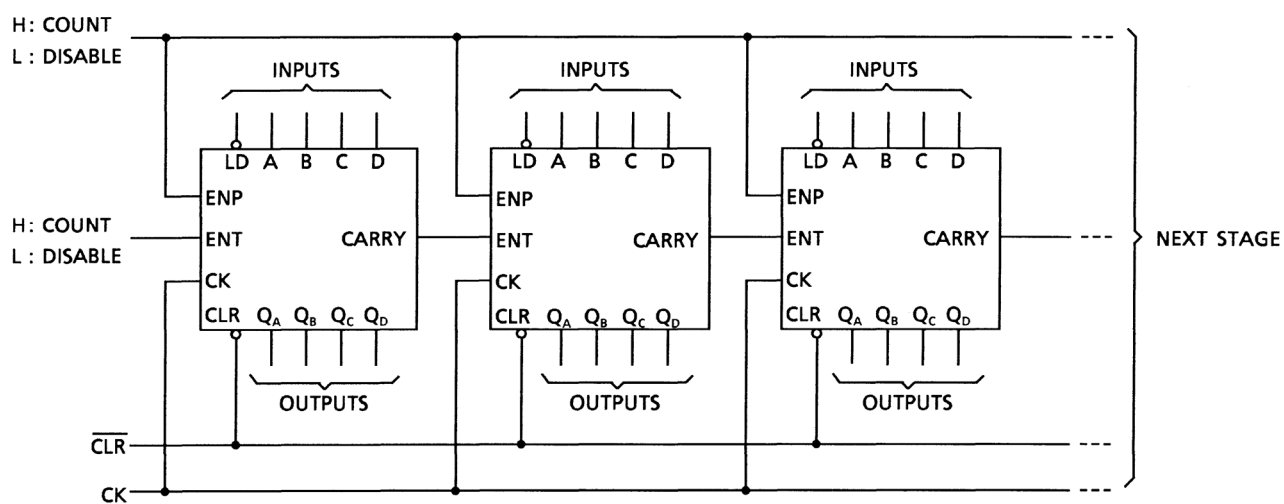 H: COUNT
L : DISABLE
INPUTS
INPUTS
INPUTS
LD A B C D
LD A B C D
LD A B C D
ENP
ENP
ENP
H: COUNT
L : DISABLE
ENT CARRY
ENT CARRY
ENT CARRY
NEXT STAGE
CK
CK
CK
CLR QA QB QC QD
CLR QA QB QC QD
CLR QA QB QC QD
OUTPUTS
OUTPUTS
OUTPUTS
CLR
CK